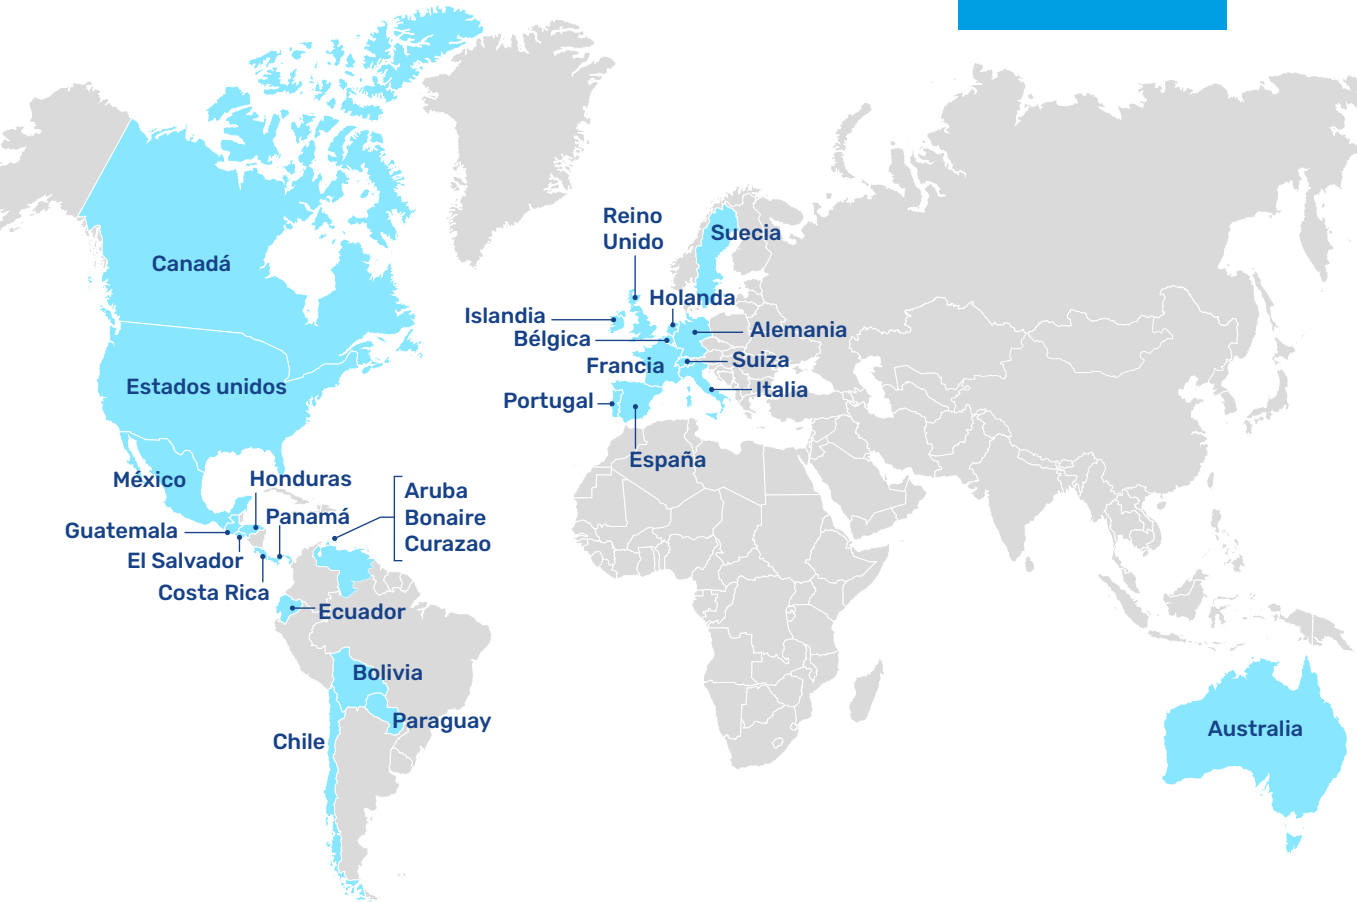 Canadá
Estados unidos
México
Honduras
Panamá
Guatemala
El Salvador
Costa Rica
Aruba
Bonaire
Curazao
Ecuador
Bolivia
Paraguay
Chile
Reino
Unido
Suecia
Holanda
Islandia
Bélgica
Alemania
Francia
Suiza
Italia
Portugal
España
Australia